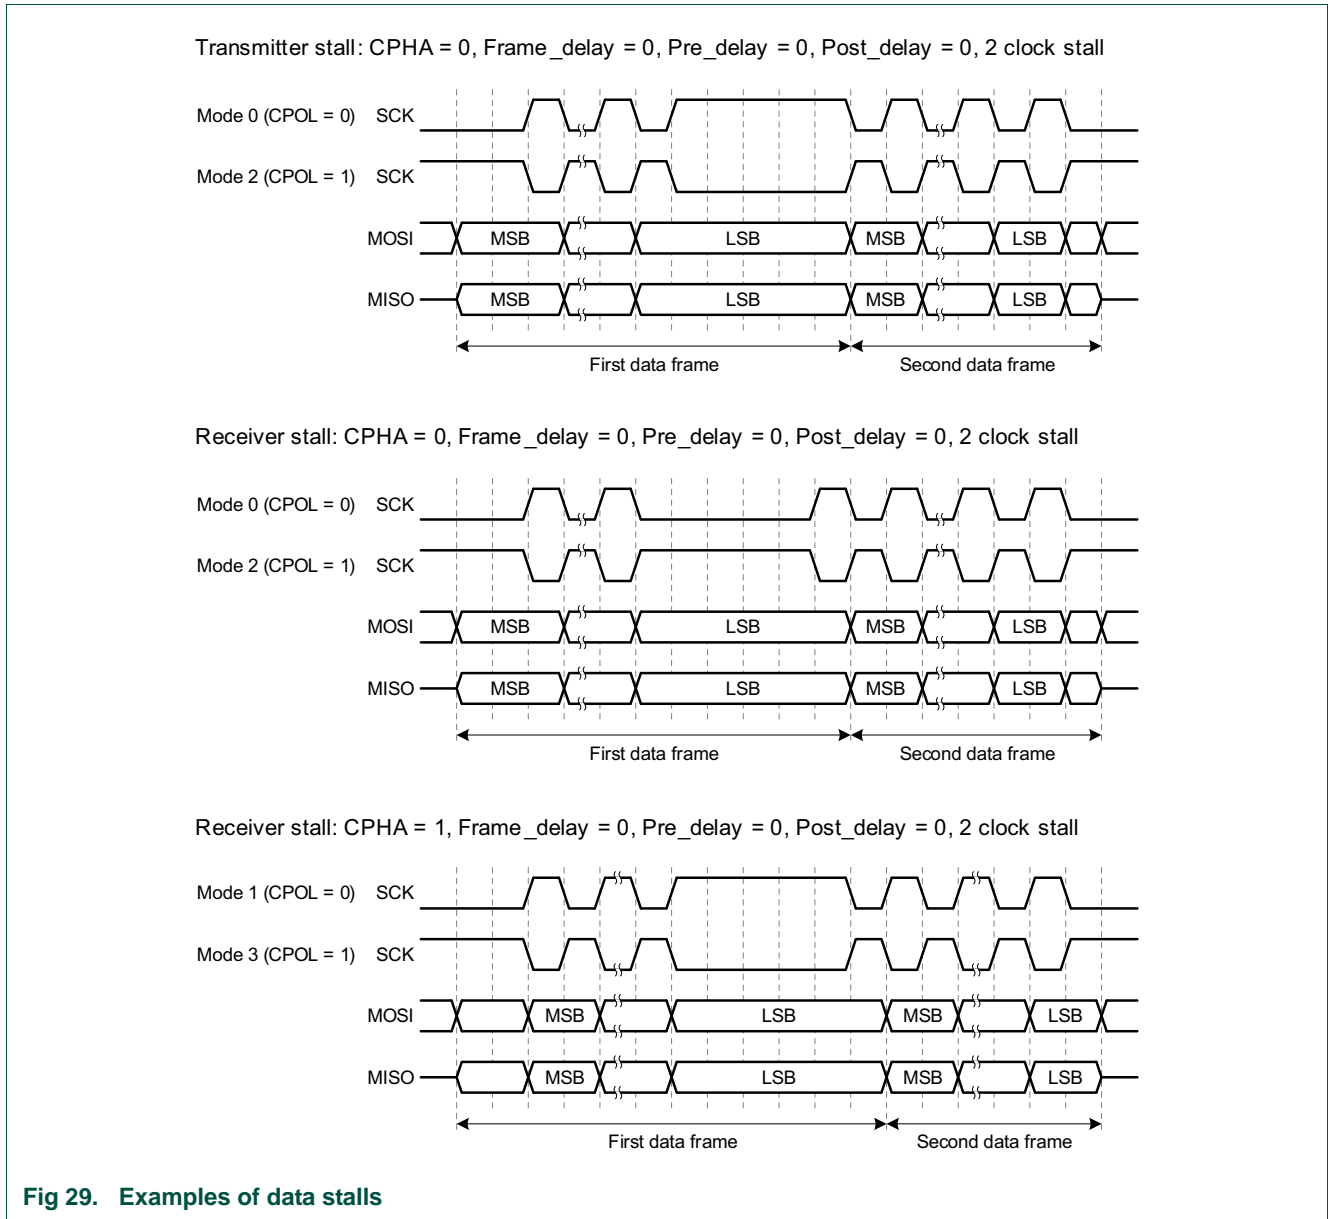 Transmitter stall: CPHA = 0, Frame_delay = 0, Pre_delay = 0, Post_delay = 0, 2 clock stall
Mode 0 (CPOL = 0) SCK
Mode 2 (CPOL = 1) SCK
MOSI MSB LSB MSB LSB
MISO MSB LSB MSB LSB
First data frame Second data frame
Receiver stall: CPHA = 0, Frame_delay = 0, Pre_delay = 0, Post_delay = 0, 2 clock stall
Mode 0 (CPOL = 0) SCK
Mode 2 (CPOL = 1) SCK
MOSI MSB LSB MSB LSB
MISO MSB LSB MSB LSB
First data frame Second data frame
Receiver stall: CPHA = 1, Frame_delay = 0, Pre_delay = 0, Post_delay = 0, 2 clock stall
Mode 1 (CPOL = 0) SCK
Mode 3 (CPOL = 1) SCK
MOSI MSB LSB MSB LSB
MISO MSB LSB MSB LSB
First data frame Second data frame
Fig 29. Examples of data stalls